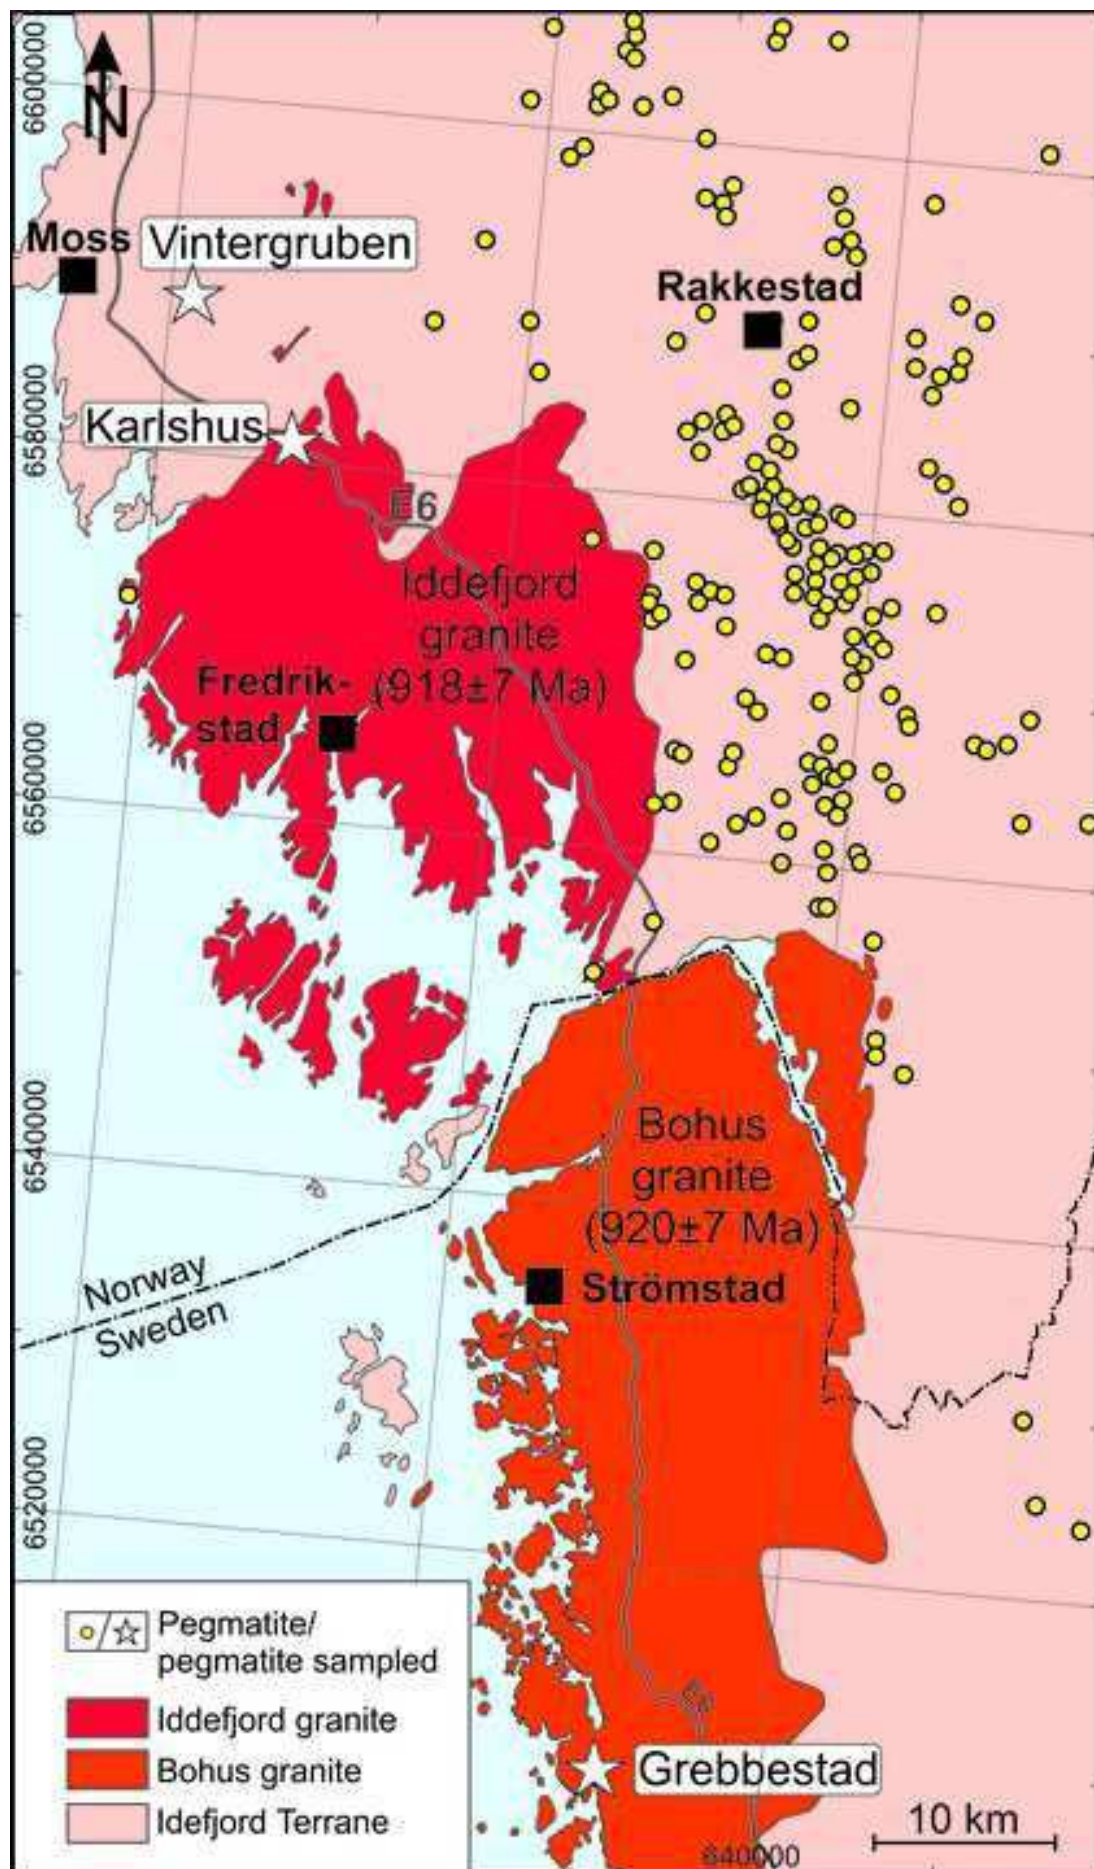 N
6600000
Moss
Vintergruben
Rakkestad
6580000
Karlshus
E6
Iddefjord
granite
(918±7 Ma)
Fredrik-
stad
6560000
6540000
Bohus
granite
(920±7 Ma)
Norway
Sweden
Strömstad
6520000
Pegmatite/
pegmatite sampled
Iddefjord granite
Bohus granite
Idefjord Terrane
Grebbestad
10 km
640000